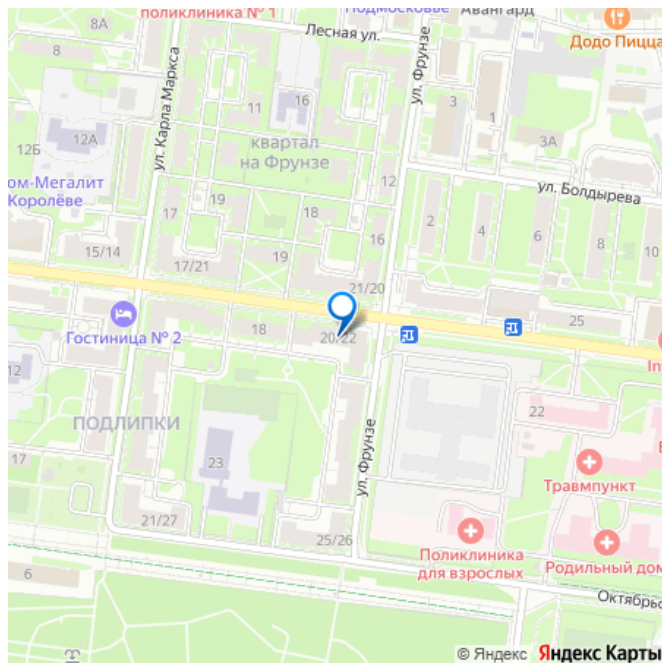 поликлиника № 1
Подмосковье
Авангард
Лесная ул.
Додо Пицца
8А
8
ул. Карла Маркса
ул. Фрунзе
11
16
3
1
3А
12А
12Б
квартал
на Фрунзе
12
ом-Мегалит
Королёве
ул. Болдырева
17
19
18
2
4
6
8
10
15/14
17/21
19
16
21/20
Гостиница № 2
18
20/22
25
12
ПОДЛИПКИ
22
17
23
ул. Фрунзе
Травмпункт
21/27
25/26
Поликлиника
для взрослых
Родильный дом
6
Октябрьс
© Яндекс Яндекс Карты